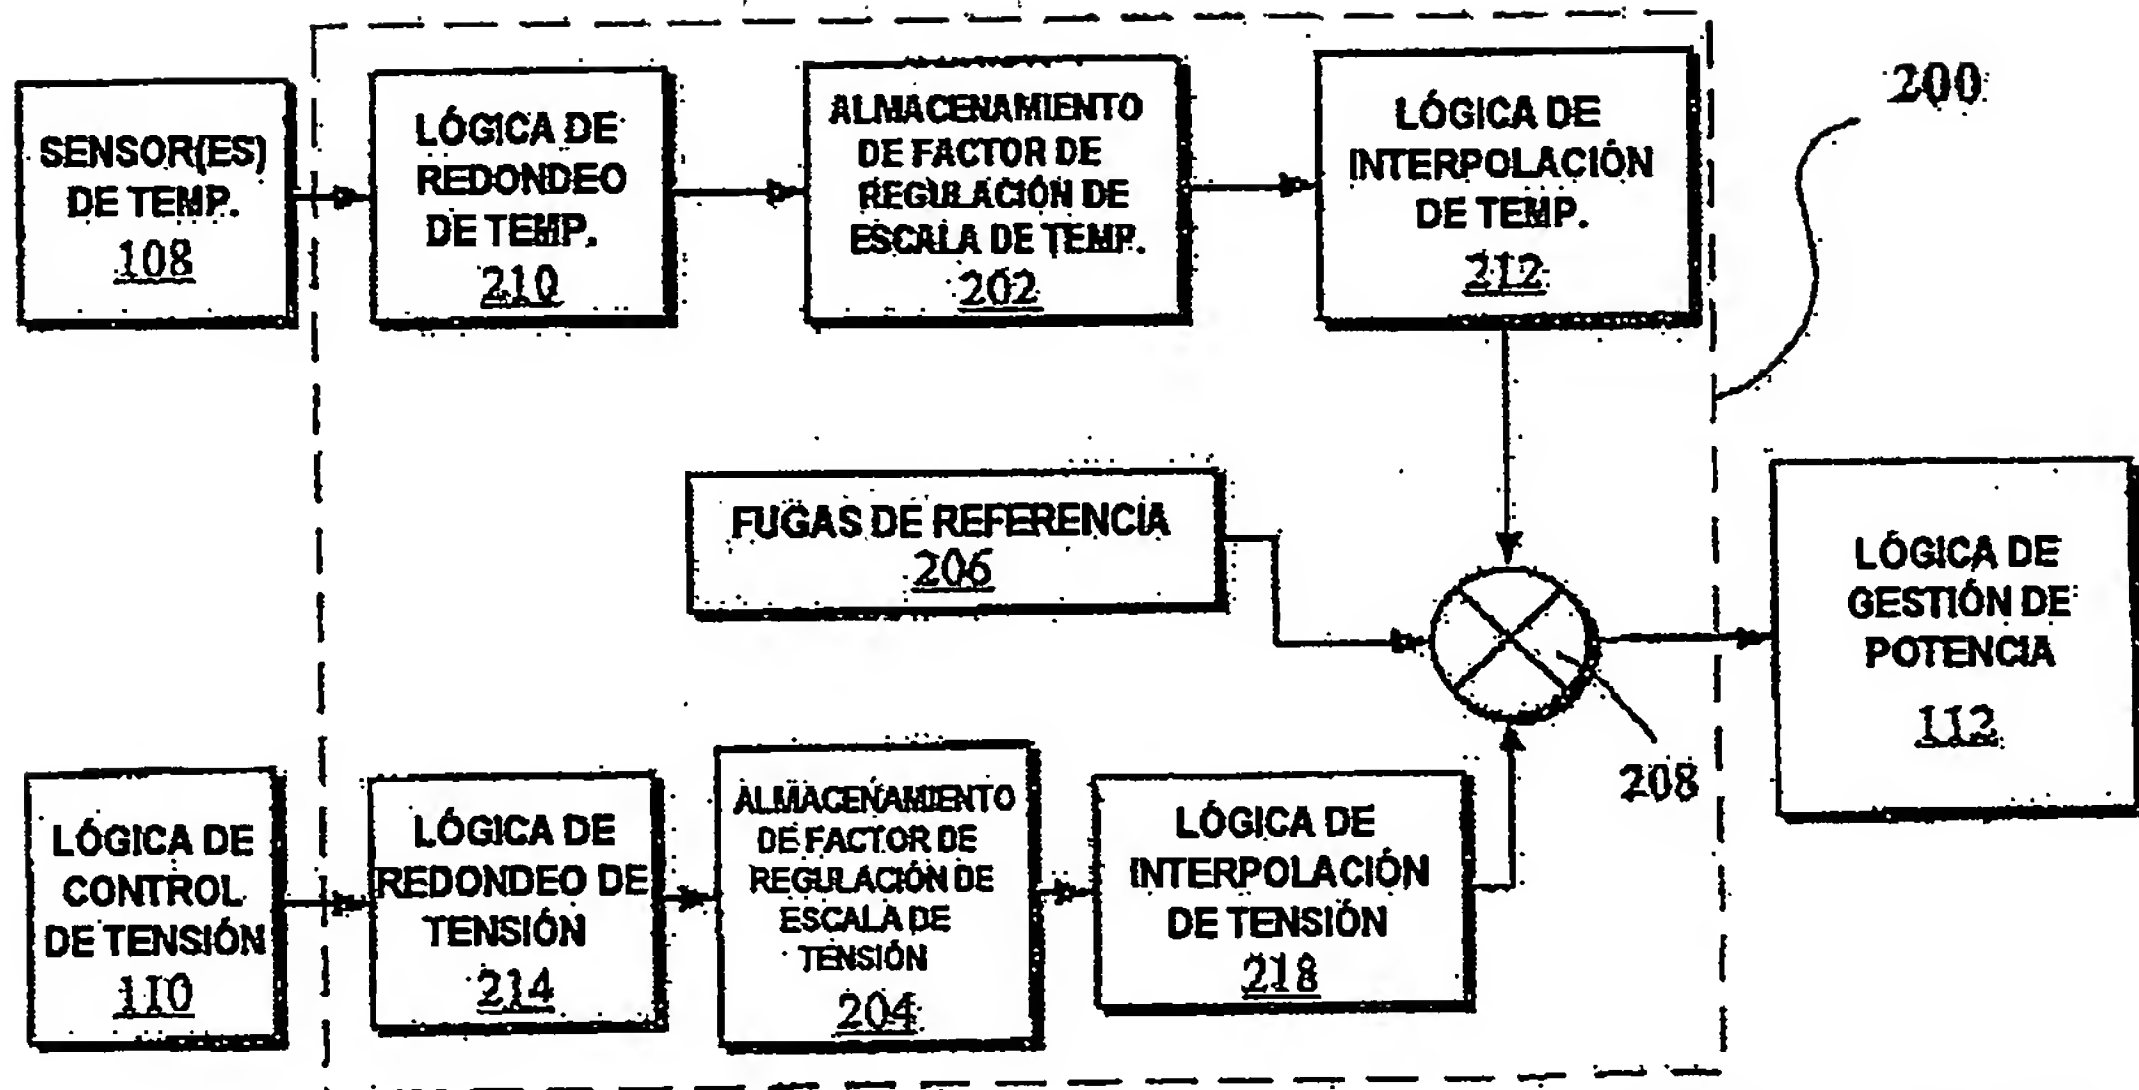 200
SENSOR(ES)
DE TEMP.
108
LÓGICA DE
REDONDEO
DE TEMP.
210
ALMACENAMIENTO
DE FACTOR DE
REGULACIÓN DE
ESCALA DE TEMP.
202
LÓGICA DE
INTERPOLACIÓN
DE TEMP.
212
FUGAS DE REFERENCIA
206
LÓGICA DE
GESTIÓN DE
POTENCIA
112
208
LÓGICA DE
CONTROL
DE TENSIÓN
110
LÓGICA DE
REDONDEO DE
TENSIÓN
214
ALMACENAMIENTO
DE FACTOR DE
REGULACIÓN DE
ESCALA DE
TENSIÓN
204
LÓGICA DE
INTERPOLACIÓN
DE TENSIÓN
218